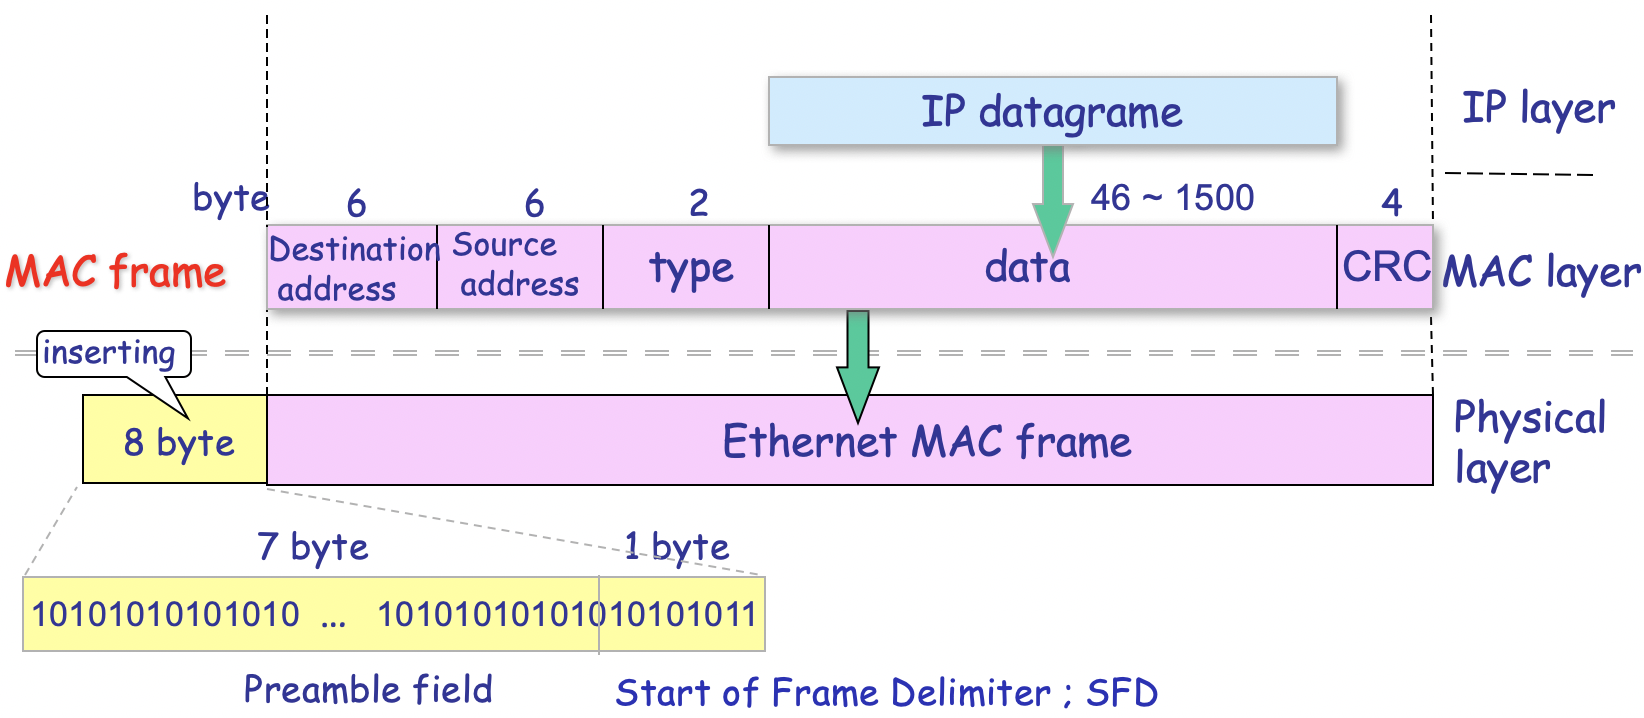 IP datagrame
IP layer
byte 6 6 2 46 ~ 1500 4
MAC frame
Destination
address
Source
address
type
data
CRC
MAC layer
inserting
8 byte
Ethernet MAC frame
Physical
layer
7 byte 1 byte
10101010101010 ... 101010101010 10101011
Preamble field
Start of Frame Delimiter ; SFD